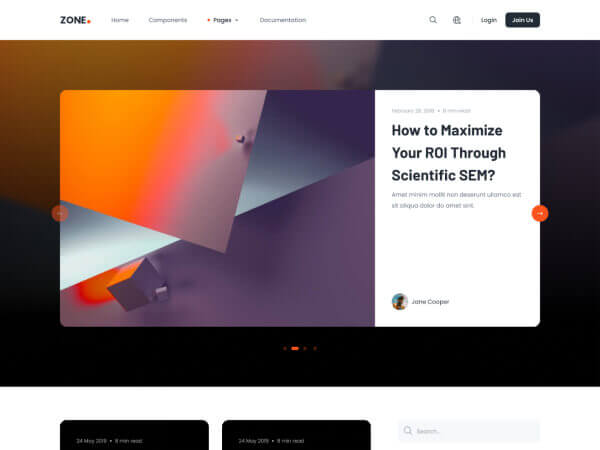 ZONE.
Home
Components
Pages
Documentation
Login
Join Us
February 28, 2018 • 8 min read
How to Maximize
Your ROI Through
Scientific SEM?
Amet minim mollit non deserunt ullamco est
sit aliqua dolor do amet sint.
Jane Cooper
24 May 2019 • 8 min read
24 May 2019 • 8 min read
Search...